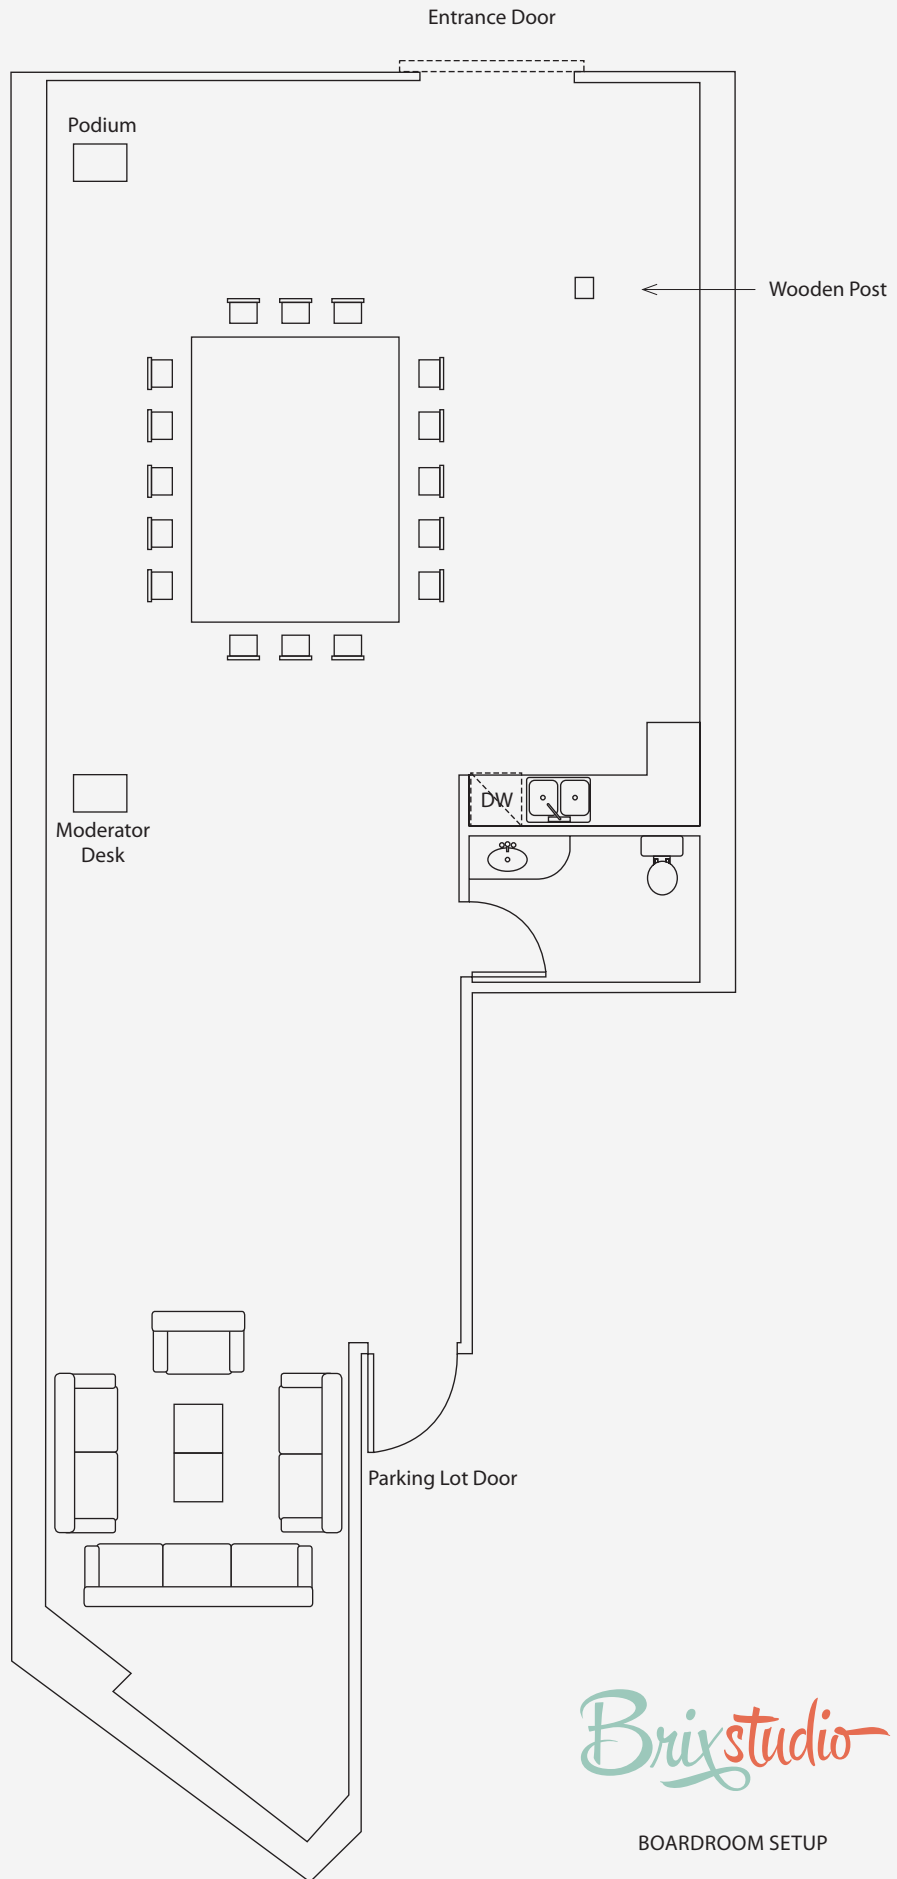 Entrance Door
Podium
Wooden Post
DW
Moderator
Desk
Parking Lot Door
Brixstudio
BOARDROOM SETUP